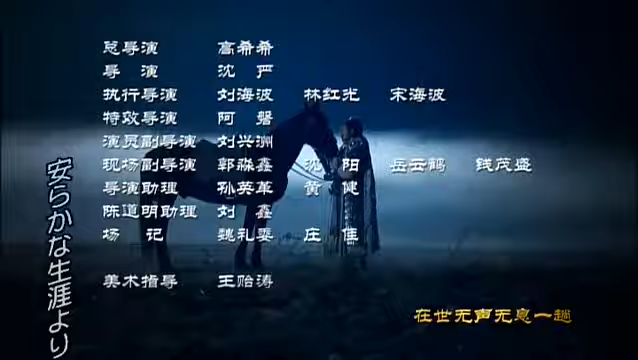 总导演 高希希
导 演 沈 严
执行导演 刘海波 林红光 宋海波
特效导演 阿 磐
演员副导演 刘兴洲
现场副导演 郭淼鑫 沈 阳 岳云鹤 钱茂盛
导演助理 孙英革 黄 健
陈道明助理 刘 鑫
场 记 魏礼娄 庄 佳
美术指导 王贻涛
安らかな生涯より
在世无声无息一趟